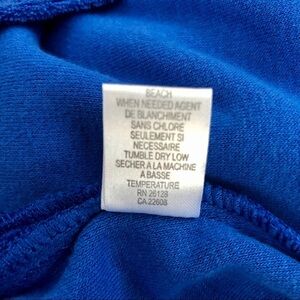 BEACH
WHEN NEEDED AGENT
DE BLANCHIMENT
SANS CHLORE
SEULEMENT SI
NECESSAIRE
TUMBLE DRY LOW
SECHER A LA MACHINE
A BASSE
TEMPERATURE
RN 26128
CA 22608